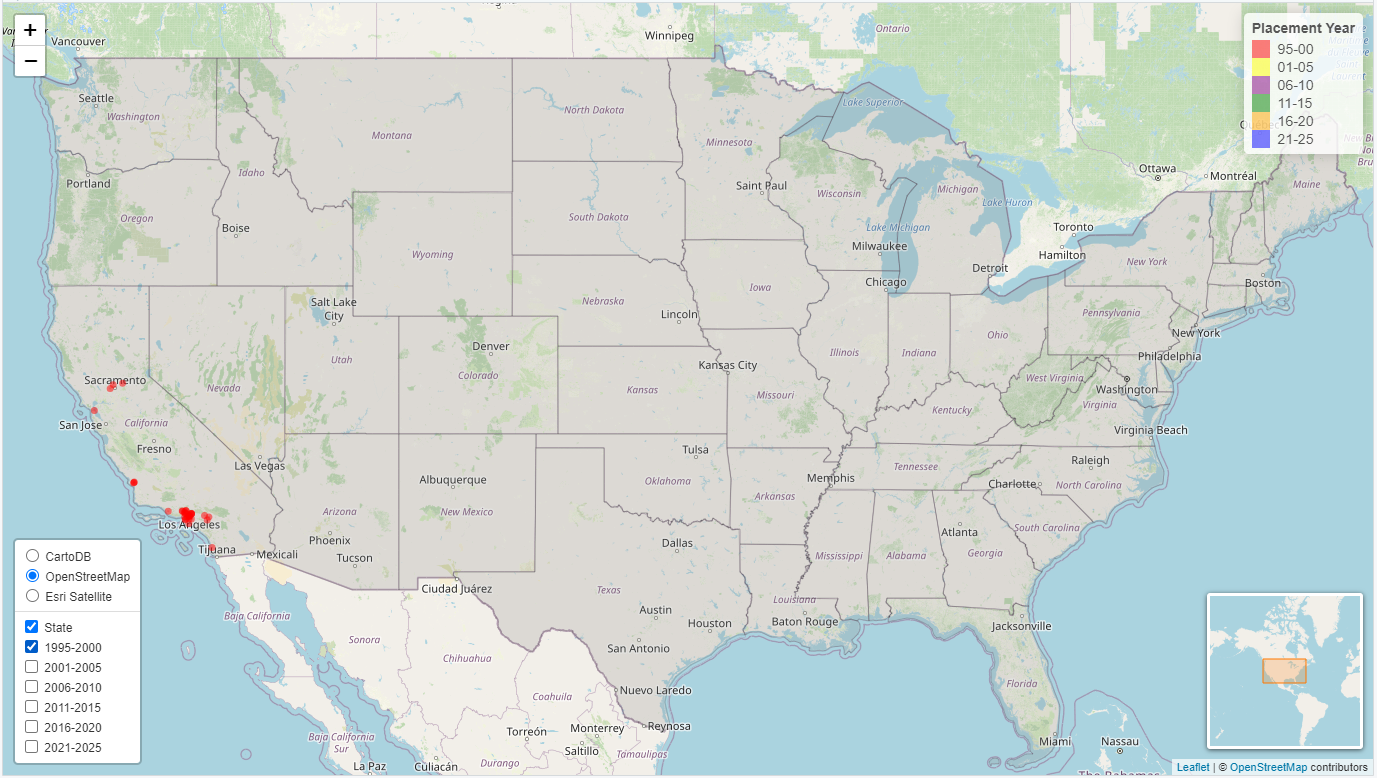 +
−
Vancouver
Winnipeg
Ontario
Placement Year
95-00
01-05
06-10
11-15
16-20
21-25
Seattle
Washington
Montana
North Dakota
Minnesota
Lake Superior
Ottawa
Montréal
Portland
Oregon
Idaho
Boise
Saint Paul
Wisconsin
Michigan
Lake Huron
Maine
South Dakota
Wyoming
Lake Michigan
Milwaukee
Toronto
Hamilton
Detroit
New York
Chicago
Boston
Salt Lake
City
Nebraska
Iowa
Lincoln
Pennsylvania
New York
Utah
Denver
Colorado
Illinois
Indiana
Ohio
Philadelphia
Sacramento
Nevada
Kansas City
Kansas
Missouri
West Virginia
Washington
Virginia
Kentucky
San Jose
California
Fresno
Virginia Beach
Las Vegas
Albuquerque
Tulsa
Oklahoma
Memphis
Tennessee
Raleigh
Charlotte
North Carolina
Arkansas
Los Angeles
Arizona
New Mexico
Phoenix
Tucson
Dallas
Mississippi
Alabama
Atlanta
Georgia
South Carolina
Tijuana
Mexicali
Ciudad Juárez
Texas
Louisiana
Austin
Houston
Baton Rouge
Jacksonville
San Antonio
Baja California
Sonora
Chihuahua
Coahuila
Nuevo Laredo
Reynosa
Florida
Miami
Nassau
The Bahamas
Baja California
Sur
La Paz
Culiacán
Durango
Torreón
Monterrey
Saltillo
Tamaulipas
CartoDB
OpenStreetMap
Esri Satellite
State
1995-2000
2001-2005
2006-2010
2011-2015
2016-2020
2021-2025
Leaflet | © OpenStreetMap contributors